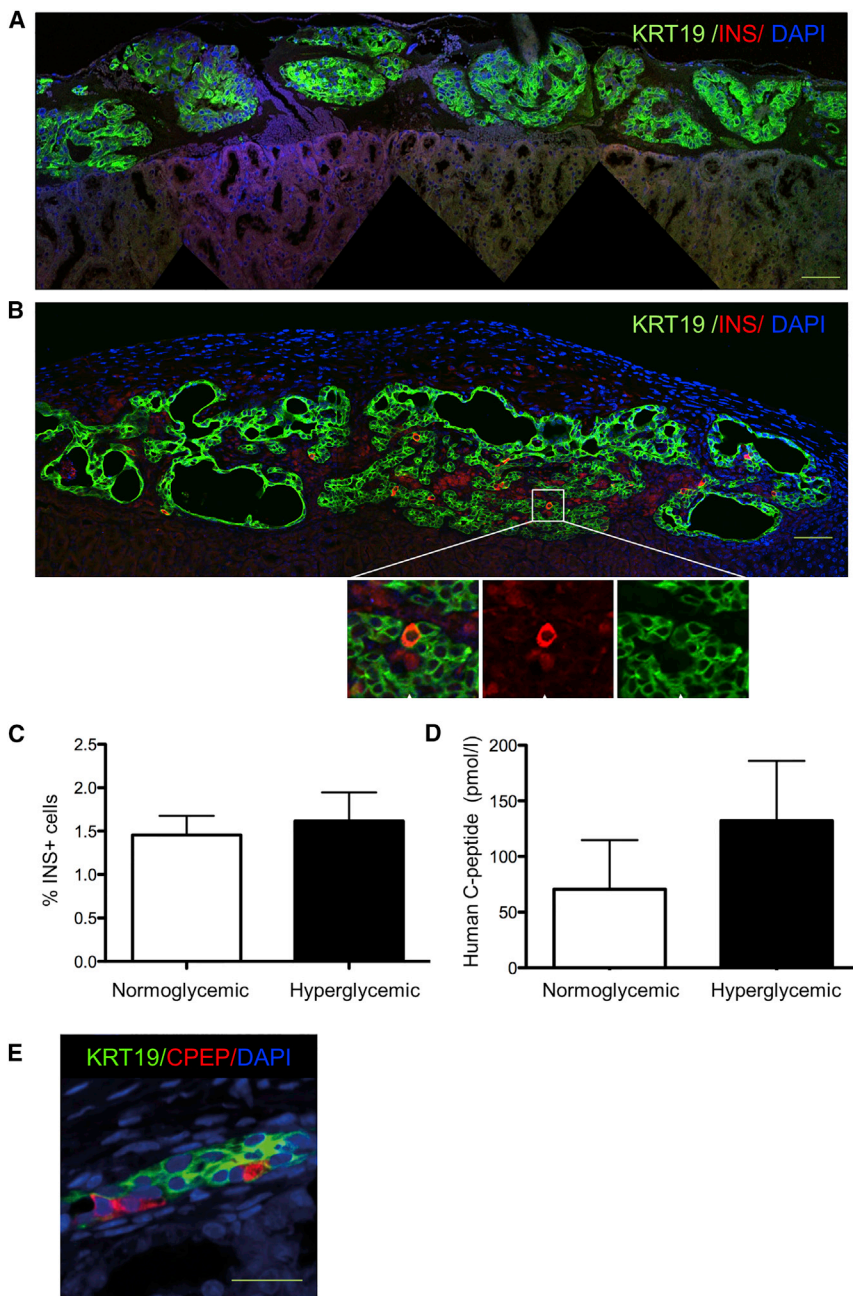 A
KRT19 /INS/ DAPI
B
KRT19 /INS/ DAPI
C
% INS+ cells
2.5
2.0
1.5
1.0
0.5
0.0
Normoglycemic
Hyperglycemic
D
Human C-peptide (pmol/l)
200
150
100
50
0
Normoglycemic
Hyperglycemic
E
KRT19/CPEP/DAPI